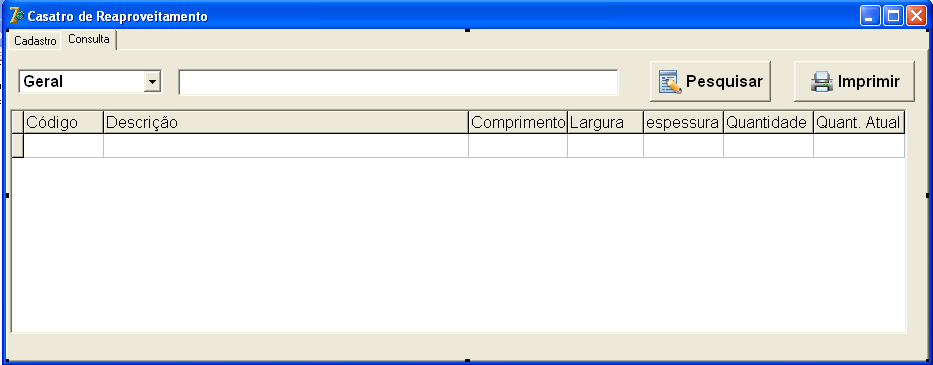 Casatro de Reaproveitamento
Cadastro Consulta
Geral Pesquisar Imprimir
Código Descrição Comprimento Largura espessura Quantidade Quant. Atual